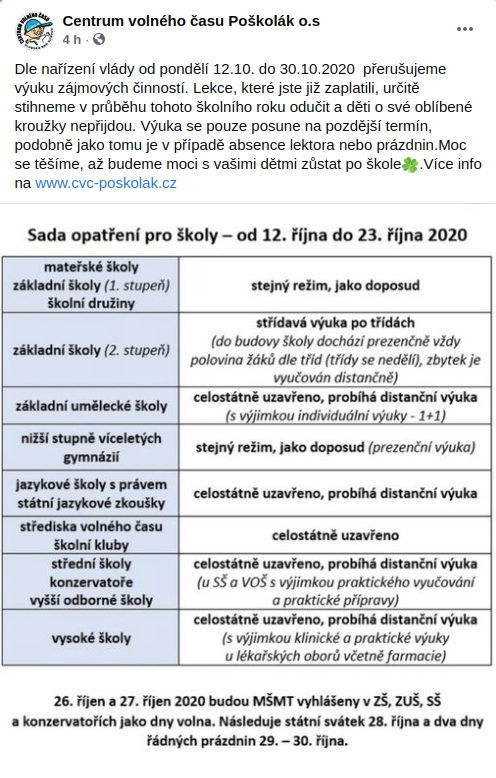 Centrum volného času Poškolák o.s
4 h ·
Dle nařízení vlády od pondělí 12.10. do 30.10.2020 přerušujeme
výuku zájmových činností. Lekce, které jste již zaplatili, určitě
stihneme v průběhu tohoto školního roku odučit a děti o své oblíbené
kroužky nepřijdou. Výuka se pouze posune na pozdější termín,
podobně jako tomu je v případě absence lektora nebo prázdnin.Moc
se těšíme, až budeme moci s vašimi dětmi zůstat po škole🍀.Více info
na www.cvc-poskolak.cz
Sada opatření pro školy – od 12. října do 23. října 2020
mateřské školy
základní školy (1. stupeň)
školní družiny
stejný režim, jako doposud
základní školy (2. stupeň)
střídavá výuka po třídách
(do budovy školy dochází prezenčně vždy
polovina žáků dle tříd (třídy se nedělí), zbytek je
vyučován distančně)
základní umělecké školy
celostátně uzavřeno, probíhá distanční výuka
(s výjimkou individuální výuky - 1+1)
nižší stupně víceletých
gymnázií
stejný režim, jako doposud (prezenční výuka)
jazykové školy s právem
státní jazykové zkoušky
celostátně uzavřeno, probíhá distanční výuka
střediska volného času
školní kluby
celostátně uzavřeno
střední školy
konzervatoře
vyšší odborné školy
celostátně uzavřeno, probíhá distanční výuka
(u SŠ a VOŠ s výjimkou praktického vyučování
a praktické přípravy)
vysoké školy
celostátně uzavřeno, probíhá distanční výuka
(s výjimkou klinické a praktické výuky
u lékařských oborů včetně farmacie)
26. říjen a 27. říjen 2020 budou MŠMT vyhlášeny v ZŠ, ZUŠ, SŠ
a konzervatořích jako dny volna. Následuje státní svátek 28. října a dva dny
řádných prázdnin 29. – 30. října.